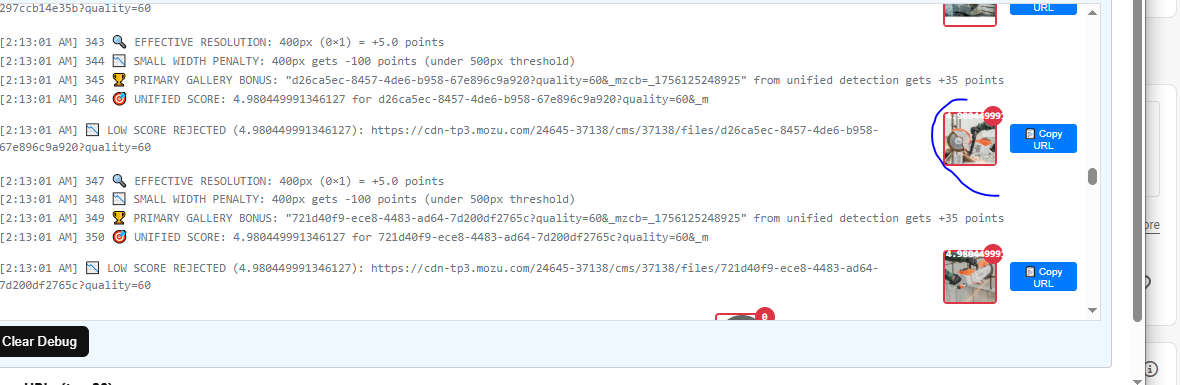 297ccb14e35b?quality=60
URL
[2:13:01 AM] 343 🔍 EFFECTIVE RESOLUTION: 400px (0×1) = +5.0 points
[2:13:01 AM] 344 📉 SMALL WIDTH PENALTY: 400px gets -100 points (under 500px threshold)
[2:13:01 AM] 345 🏆 PRIMARY GALLERY BONUS: "d26ca5ec-8457-4de6-b958-67e896c9a920?quality=60&_mzcb=_1756125248925" from unified detection gets +35 points
[2:13:01 AM] 346 🎯 UNIFIED SCORE: 4.980449991346127 for d26ca5ec-8457-4de6-b958-67e896c9a920?quality=60&_m
[2:13:01 AM] 📉 LOW SCORE REJECTED (4.980449991346127): https://cdn-tp3.mozu.com/24645-37138/cms/37138/files/d26ca5ec-8457-4de6-b958-
67e896c9a920?quality=60
4.980449991
📋 Copy
URL
[2:13:01 AM] 347 🔍 EFFECTIVE RESOLUTION: 400px (0×1) = +5.0 points
[2:13:01 AM] 348 📉 SMALL WIDTH PENALTY: 400px gets -100 points (under 500px threshold)
[2:13:01 AM] 349 🏆 PRIMARY GALLERY BONUS: "721d40f9-ece8-4483-ad64-7d200df2765c?quality=60&_mzcb=_1756125248925" from unified detection gets +35 points
[2:13:01 AM] 350 🎯 UNIFIED SCORE: 4.980449991346127 for 721d40f9-ece8-4483-ad64-7d200df2765c?quality=60&_m
[2:13:01 AM] 📉 LOW SCORE REJECTED (4.980449991346127): https://cdn-tp3.mozu.com/24645-37138/cms/37138/files/721d40f9-ece8-4483-ad64-
7d200df2765c?quality=60
4.980449991
📋 Copy
URL
0
Clear Debug